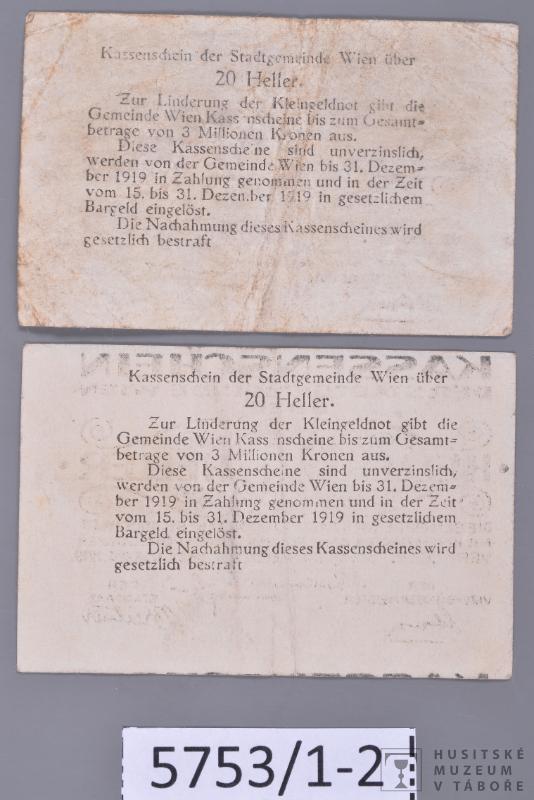 Kassenschein der Stadtgemeinde Wien über
20 Heller.
Zur Linderung der Kleingeldnot gibt die
Gemeinde Wien Kass nscheine bis zum Gesamt=
betrage von 3 Millionen Kronen aus.
Diese Kassenscheine sind unverzinslich,
werden von der Gemeinde Wien bis 31. Dezem=
ber 1919 in Zahlung genommen und in der Zeit
vom 15. bis 31. Dezember 1919 in gesetzlichem
Bargeld eingelöst.
Die Nachahmung dieses Kassenscheines wird
gesetzlich bestraft
KASSENSCHEIN
Kassenschein der Stadtgemeinde Wien über
20 Heller.
Zur Linderung der Kleingeldnot gibt die
Gemeinde Wien Kass nscheine bis zum Gesamt=
betrage von 3 Millionen Kronen aus.
Diese Kassenscheine sind unverzinslich,
werden von der Gemeinde Wien bis 31. Dezem=
ber 1919 in Zahlung genommen und in der Zeit
vom 15. bis 31. Dezember 1919 in gesetzlichem
Bargeld eingelöst.
Die Nachahmung dieses Kassenscheines wird
gesetzlich bestraft
5753/1-2
HUSITSKÉ
MUZEUM
V TÁBOŘE